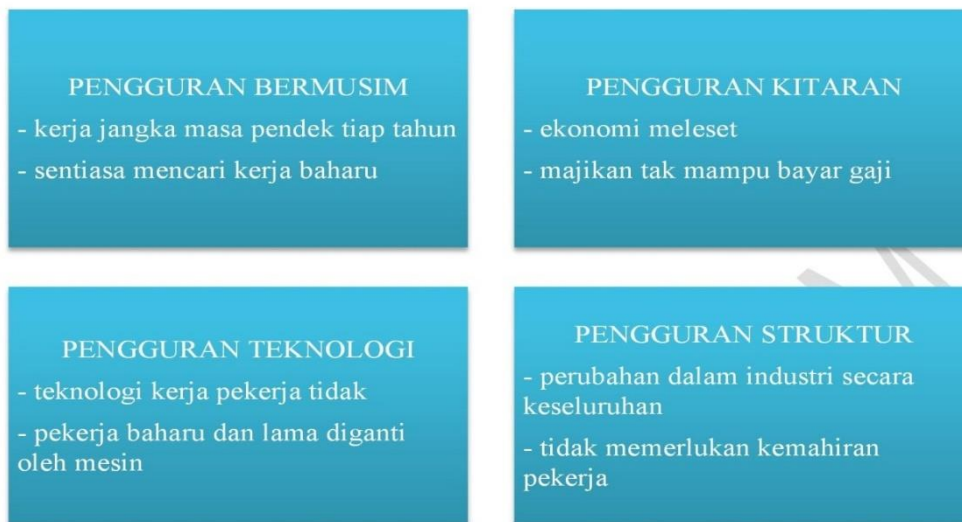 PENGGURAN BERMUSIM
- kerja jangka masa pendek tiap tahun
- sentiasa mencari kerja baharu
PENGGURAN KITARAN
- ekonomi meleset
- majikan tak mampu bayar gaji
PENGGURAN TEKNOLOGI
- teknologi kerja pekerja tidak
- pekerja baharu dan lama diganti
oleh mesin
PENGGURAN STRUKTUR
- perubahan dalam industri secara
keseluruhan
- tidak memerlukan kemahiran
pekerja